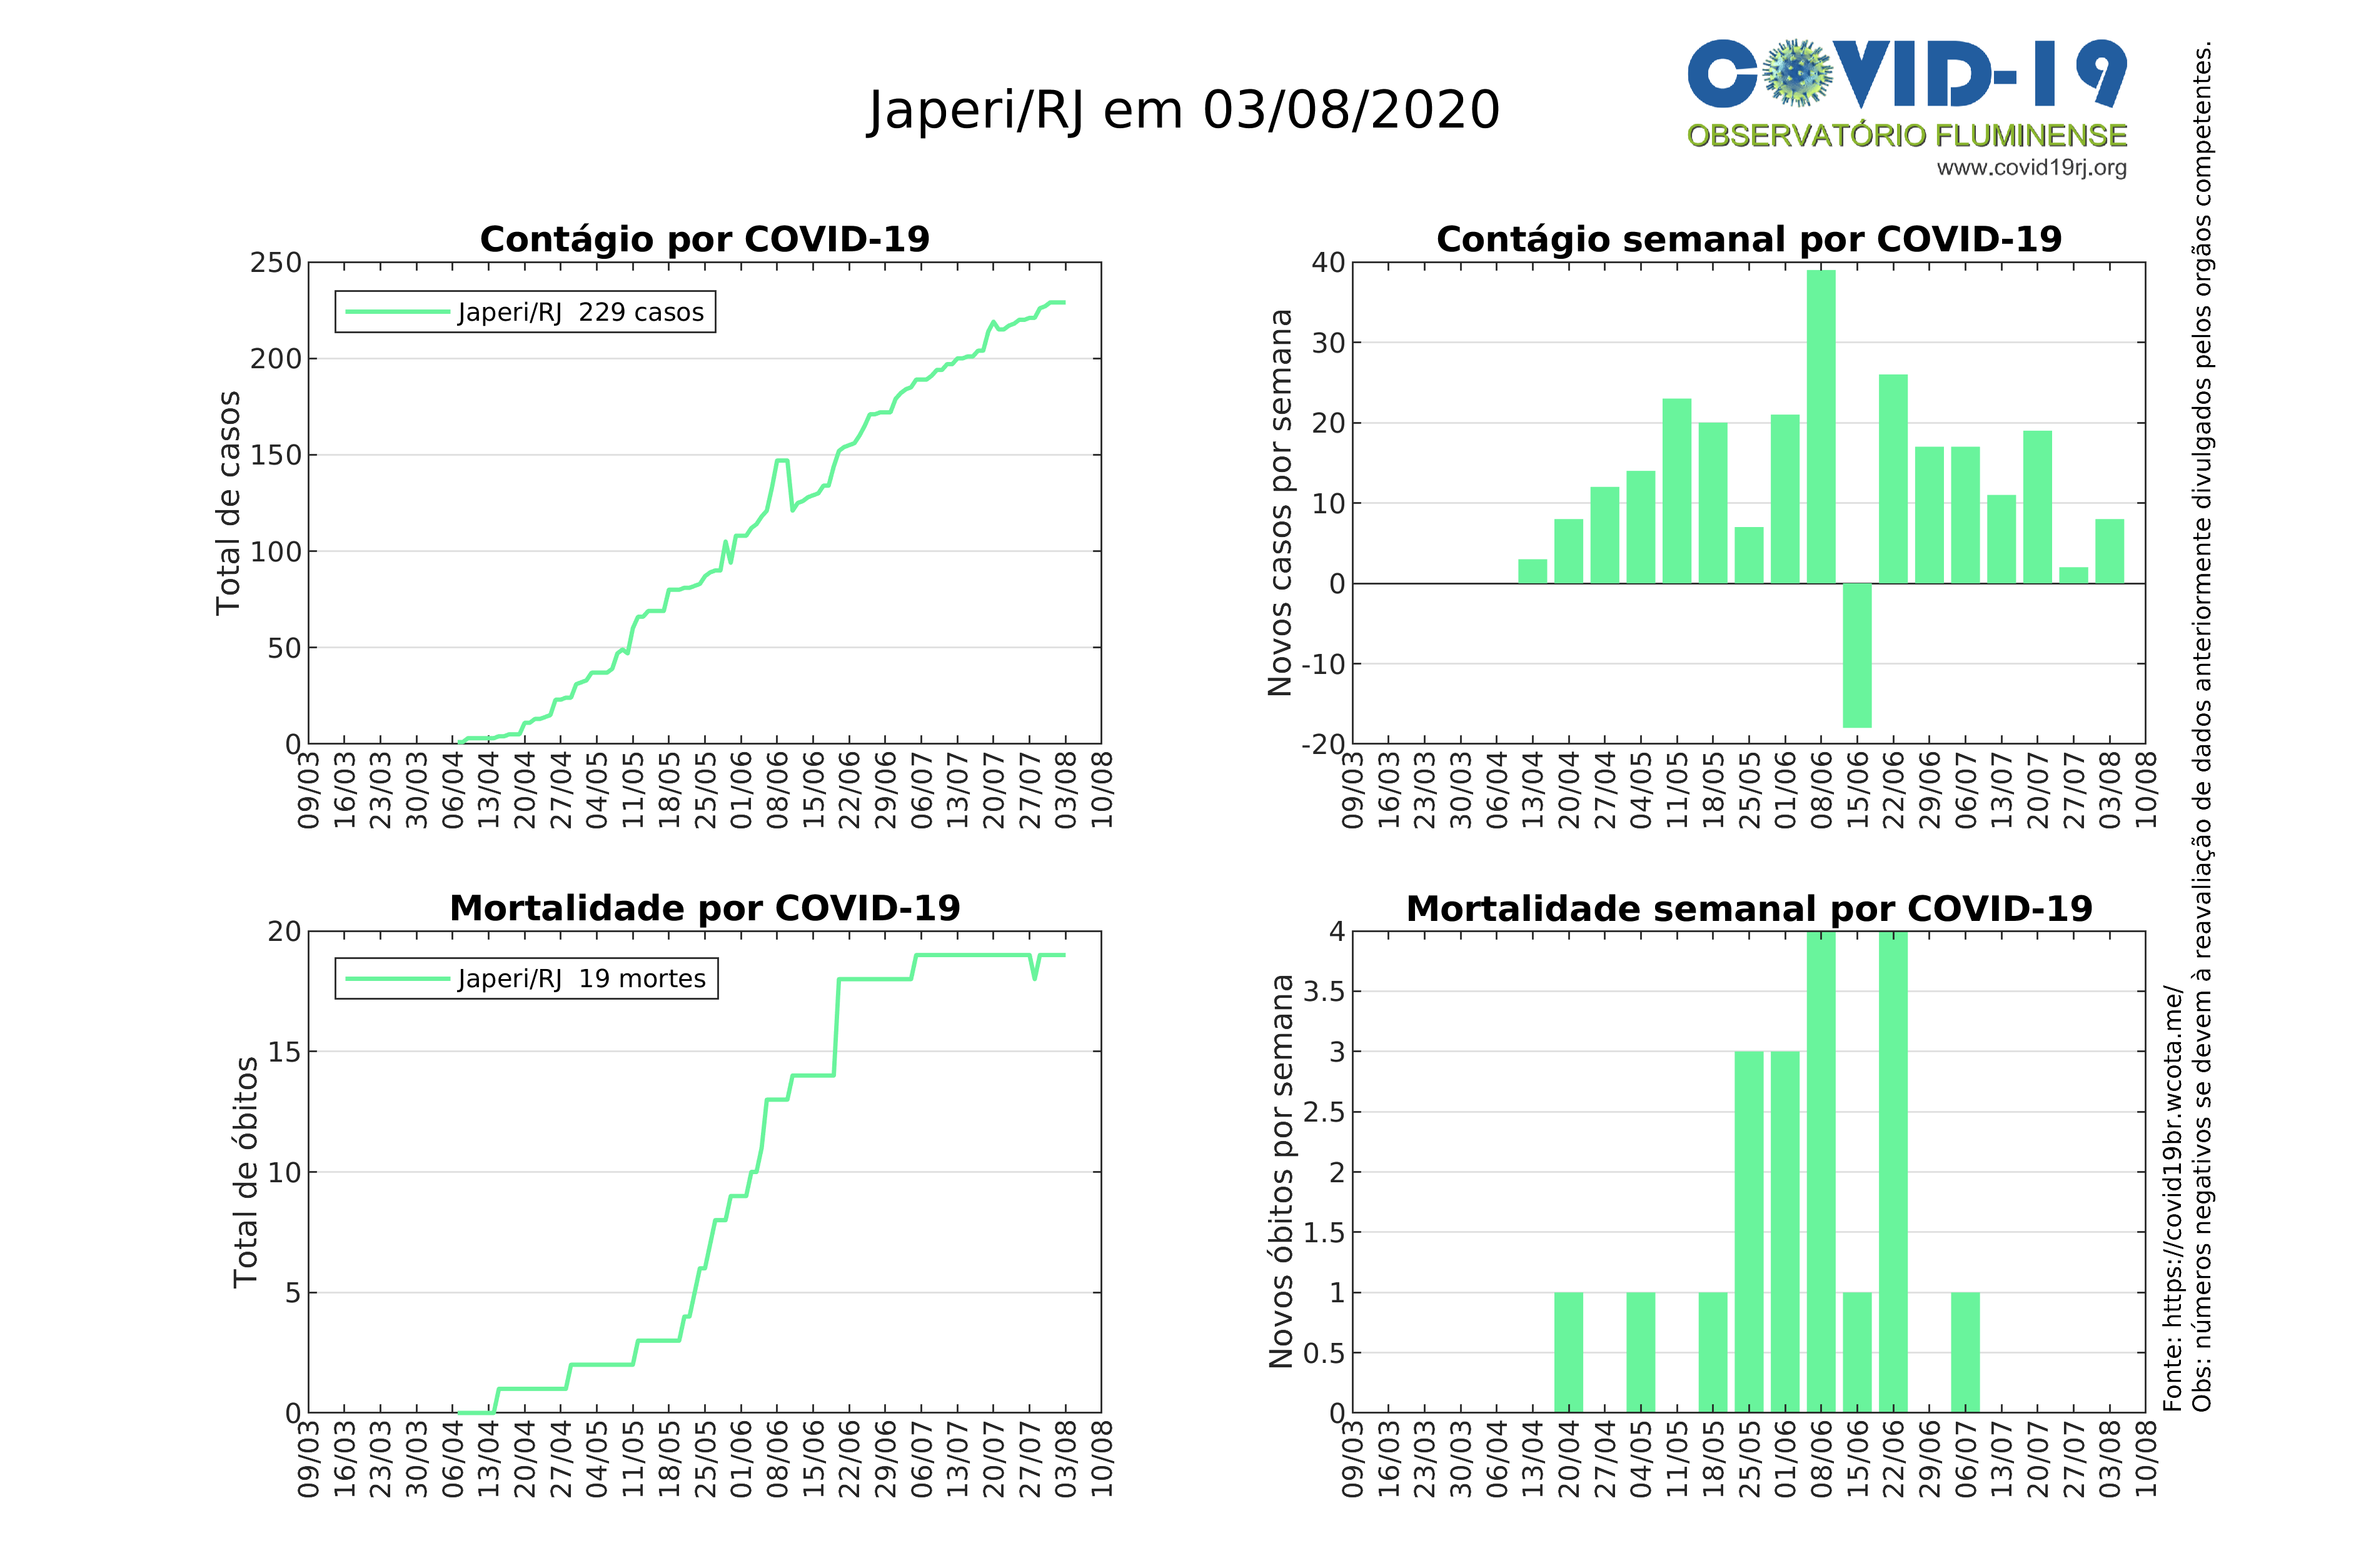 Japeri/RJ em 03/08/2020
COVID-19
OBSERVATÓRIO FLUMINENSE
www.covid19rj.org
Contágio por COVID-19
Total de casos
250
200
150
100
50
0
Japeri/RJ 229 casos
09/03 16/03 23/03 30/03 06/04 13/04 20/04 27/04 04/05 11/05 18/05 25/05 01/06 08/06 15/06 22/06 29/06 06/07 13/07 20/07 27/07 03/08 10/08
Contágio semanal por COVID-19
Novos casos por semana
40
30
20
10
0
-10
-20
09/03 16/03 23/03 30/03 06/04 13/04 20/04 27/04 04/05 11/05 18/05 25/05 01/06 08/06 15/06 22/06 29/06 06/07 13/07 20/07 27/07 03/08 10/08
Mortalidade por COVID-19
Total de óbitos
20
15
10
5
0
Japeri/RJ 19 mortes
09/03 16/03 23/03 30/03 06/04 13/04 20/04 27/04 04/05 11/05 18/05 25/05 01/06 08/06 15/06 22/06 29/06 06/07 13/07 20/07 27/07 03/08 10/08
Mortalidade semanal por COVID-19
Novos óbitos por semana
4
3.5
3
2.5
2
1.5
1
0.5
0
09/03 16/03 23/03 30/03 06/04 13/04 20/04 27/04 04/05 11/05 18/05 25/05 01/06 08/06 15/06 22/06 29/06 06/07 13/07 20/07 27/07 03/08 10/08
Fonte: https://covid19br.wcota.me/
Obs: números negativos se devem à reavaliação de dados anteriormente divulgados pelos orgãos competentes.